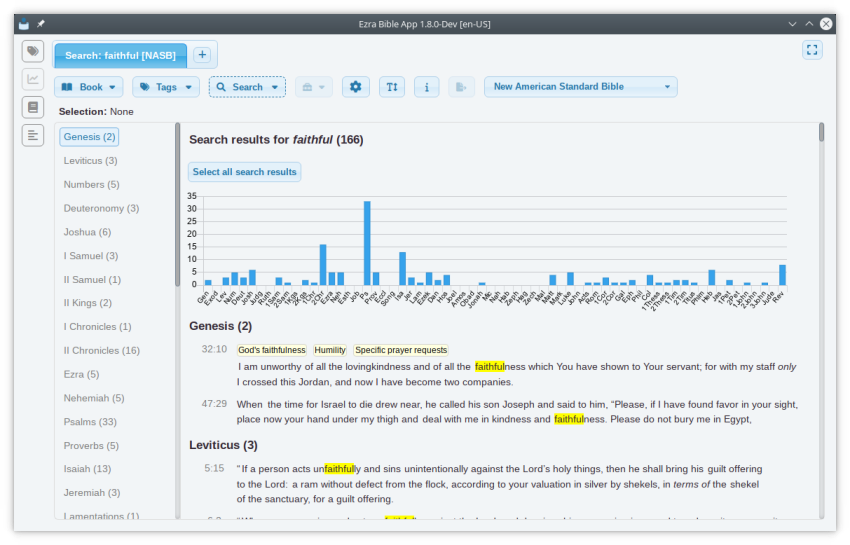 Ezra Bible App 1.8.0-Dev [en-US]
Search: faithful [NASB]
+
Book
Tags
Search
New American Standard Bible
Selection: None
Genesis (2)
Leviticus (3)
Numbers (5)
Deuteronomy (3)
Joshua (6)
I Samuel (3)
II Samuel (1)
II Kings (2)
I Chronicles (1)
II Chronicles (16)
Ezra (5)
Nehemiah (5)
Psalms (33)
Proverbs (5)
Isaiah (13)
Jeremiah (3)
Lamentations (1)
Search results for faithful (166)
Select all search results
35
30
25
20
15
10
5
0
Gen Exod Lev Num Deut Josh Judg Ruth 1Sam 2Sam 1Kgs 2Kgs 1Chr 2Chr Ezra Neh Esth Job Ps Prov Eccl Song Isa Jer Lam Ezek Dan Hos Joel Amos Obad Jonah Mic Nah Hab Zeph Hag Zech Mal Matt Mark Luke John Acts Rom 1Cor 2Cor Gal Eph Phil Col 1Thess 2Thess 1Tim 2Tim Titus Phlm Heb Jas 1Pet 2Pet 1John 2John 3John Jude Rev
Genesis (2)
32:10 God's faithfulness Humility Specific prayer requests
I am unworthy of all the lovingkindness and of all the faithfulness which You have shown to Your servant; for with my staff only
I crossed this Jordan, and now I have become two companies.
47:29 When the time for Israel to die drew near, he called his son Joseph and said to him, “Please, if I have found favor in your sight,
place now your hand under my thigh and deal with me in kindness and faithfulness. Please do not bury me in Egypt,
Leviticus (3)
5:15 “If a person acts unfaithfully and sins unintentionally against the Lord’s holy things, then he shall bring his guilt offering
to the Lord: a ram without defect from the flock, according to your valuation in silver by shekels, in terms of the shekel
of the sanctuary, for a guilt offering.